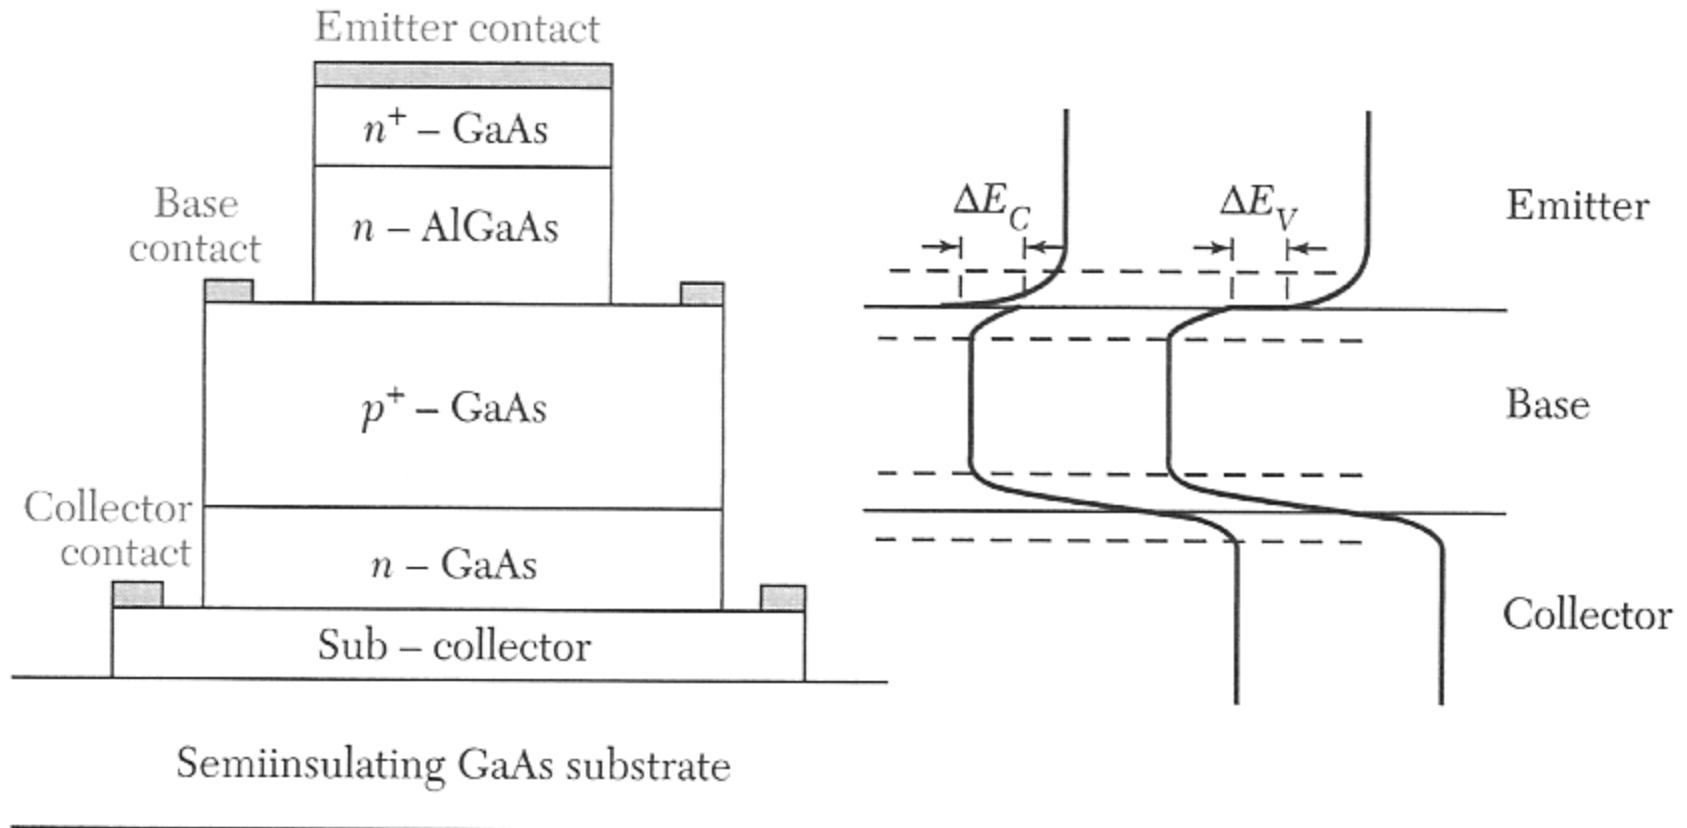 Emitter contact
n⁺ – GaAs
Base
contact
n – AlGaAs
p⁺ – GaAs
Collector
contact
n – GaAs
Sub – collector
Semiinsulating GaAs substrate
ΔE_C
ΔE_V
Emitter
Base
Collector